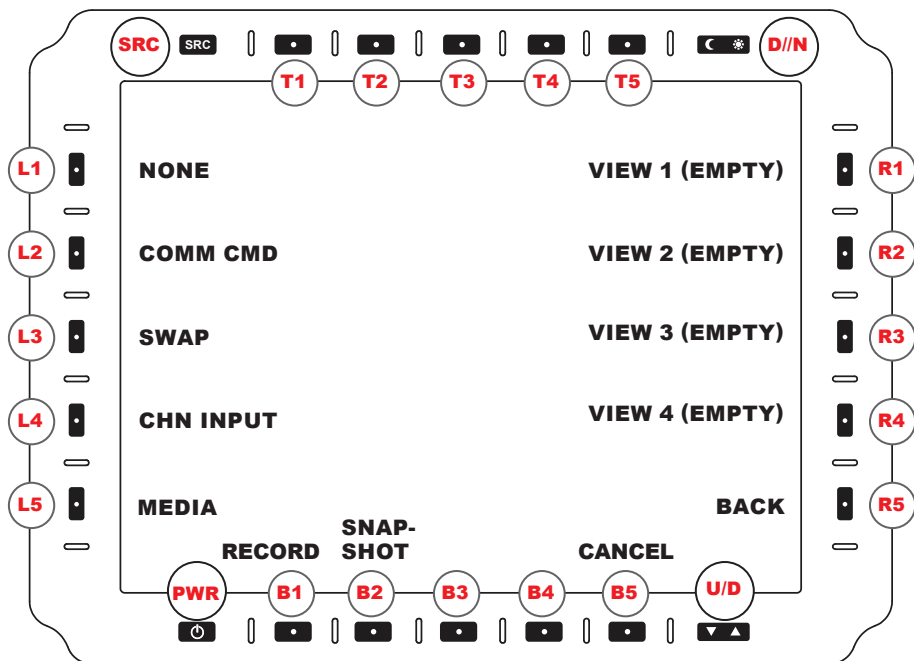 SRC SRC D//N
T1 T2 T3 T4 T5
L1 NONE VIEW 1 (EMPTY) R1
L2 COMM CMD VIEW 2 (EMPTY) R2
L3 SWAP VIEW 3 (EMPTY) R3
L4 CHN INPUT VIEW 4 (EMPTY) R4
L5 MEDIA BACK R5
RECORD SNAP-
SHOT CANCEL
PWR B1 B2 B3 B4 B5 U/D